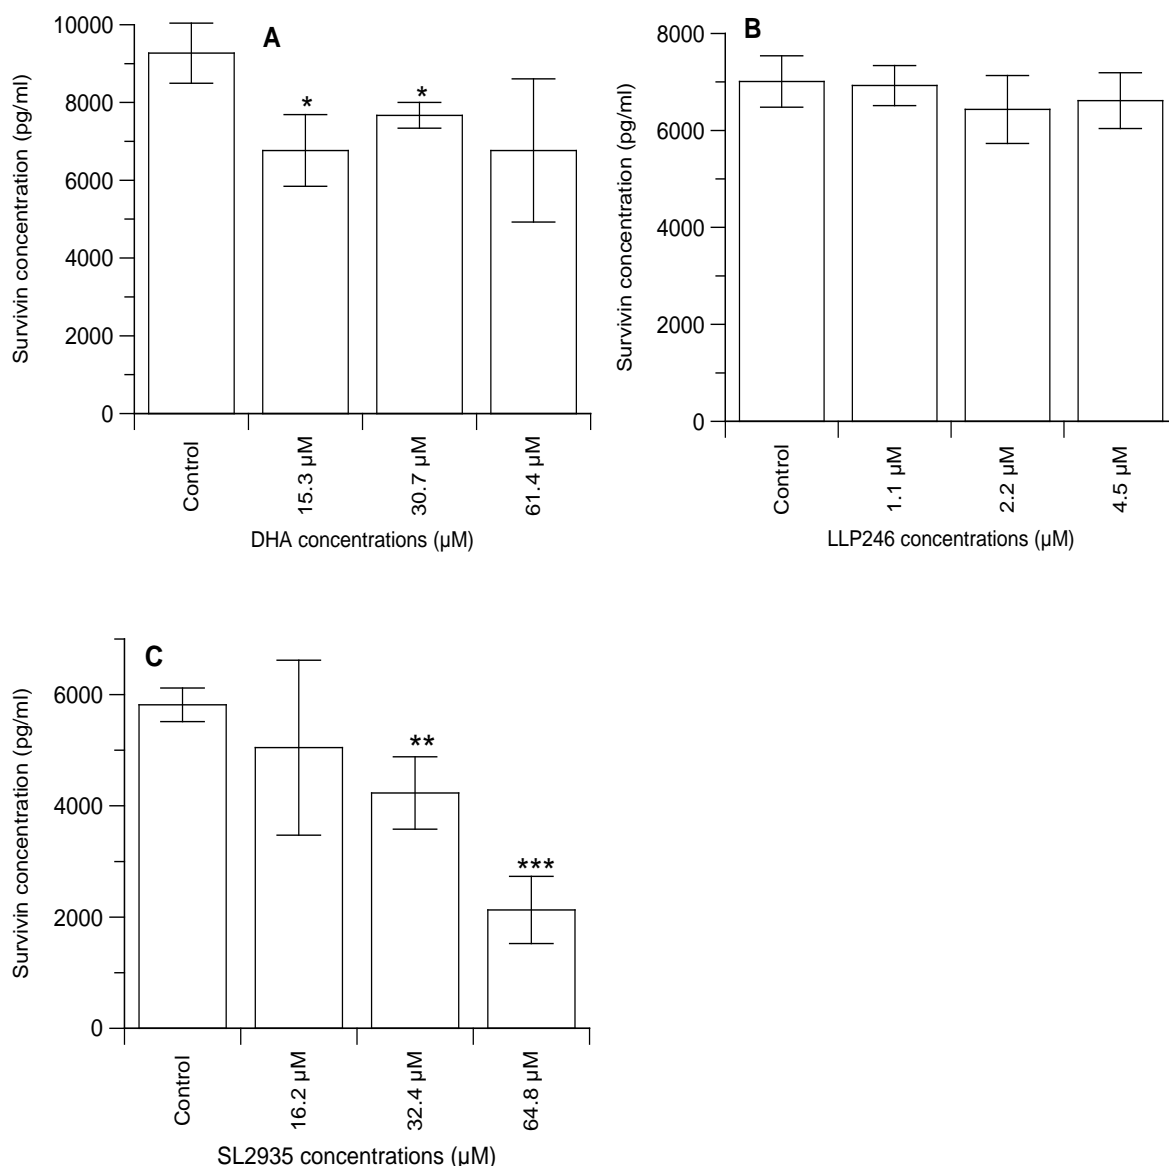 A
Survivin concentration (pg/ml)
10000
8000
6000
4000
2000
0
*
*
Control
15.3 µM
30.7 µM
61.4 µM
DHA concentrations (µM)
B
Survivin concentration (pg/ml)
8000
6000
4000
2000
0
Control
1.1 µM
2.2 µM
4.5 µM
LLP246 concentrations (µM)
C
Survivin concentration (pg/ml)
6000
4000
2000
0
**
***
Control
16.2 µM
32.4 µM
64.8 µM
SL2935 concentrations (µM)